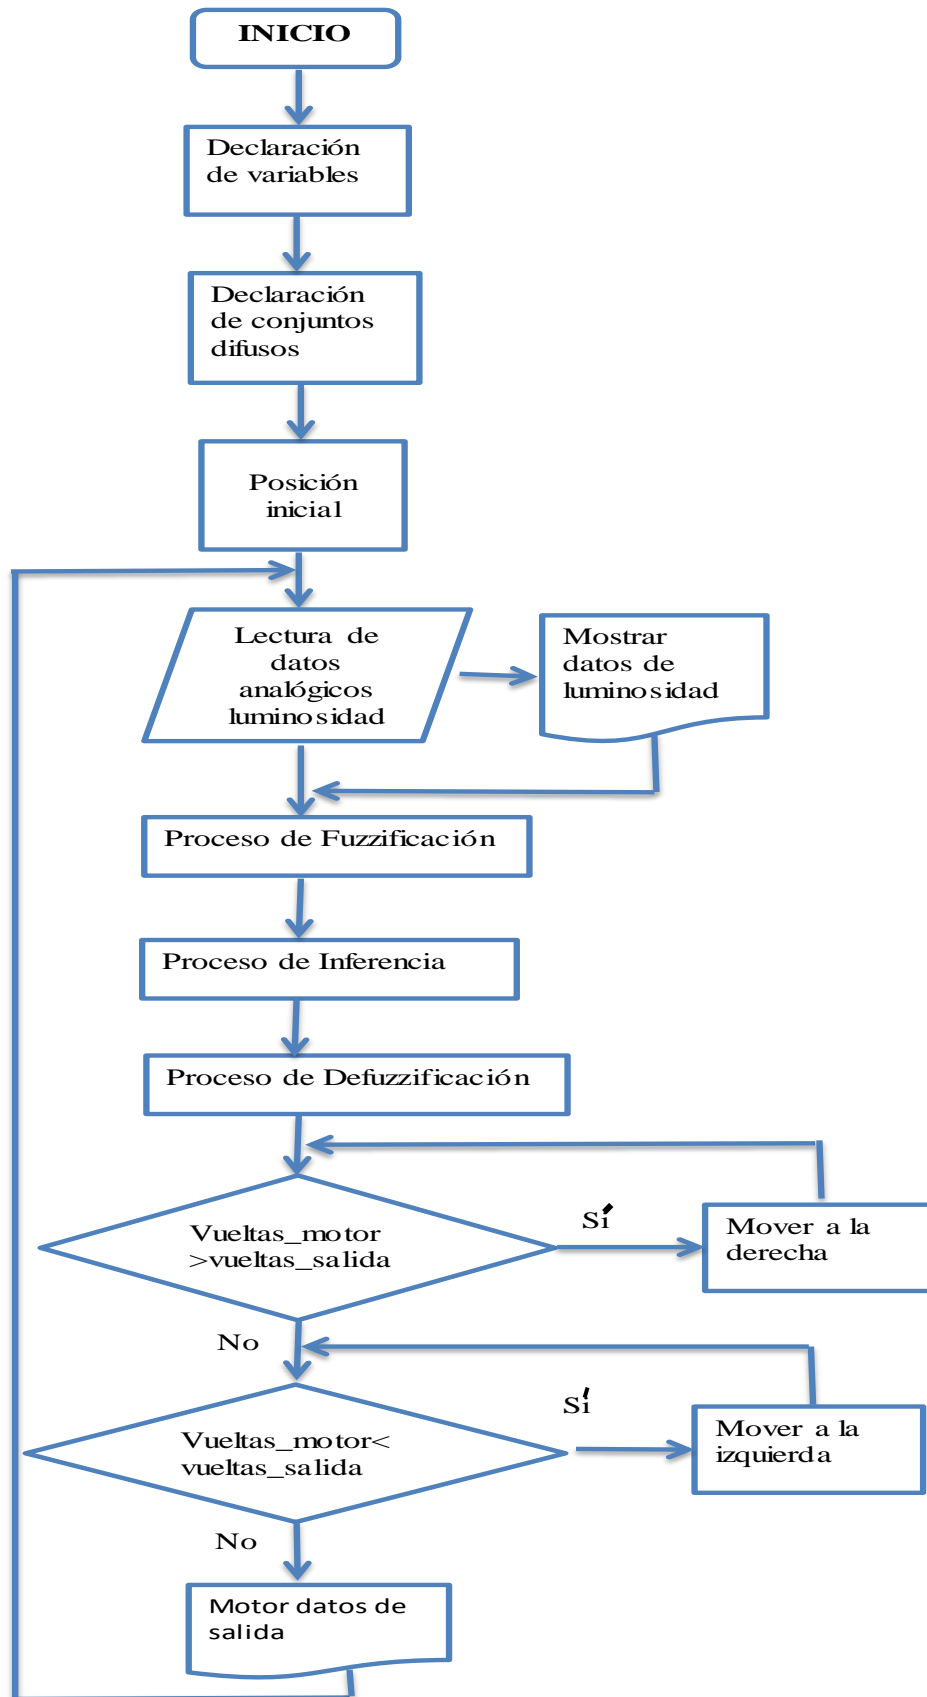 INICIO
Declaración
de variables
Declaración
de conjuntos
difusos
Posición
inicial
Lectura de
datos
analógicos
luminosidad
Mostrar
datos de
luminosidad
Proceso de Fuzzificación
Proceso de Inferencia
Proceso de Defuzzificación
Vueltas_motor
>vueltas_salida
Sí
Mover a la
derecha
No
Vueltas_motor<
vueltas_salida
Sí
Mover a la
izquierda
No
Motor datos de
salida